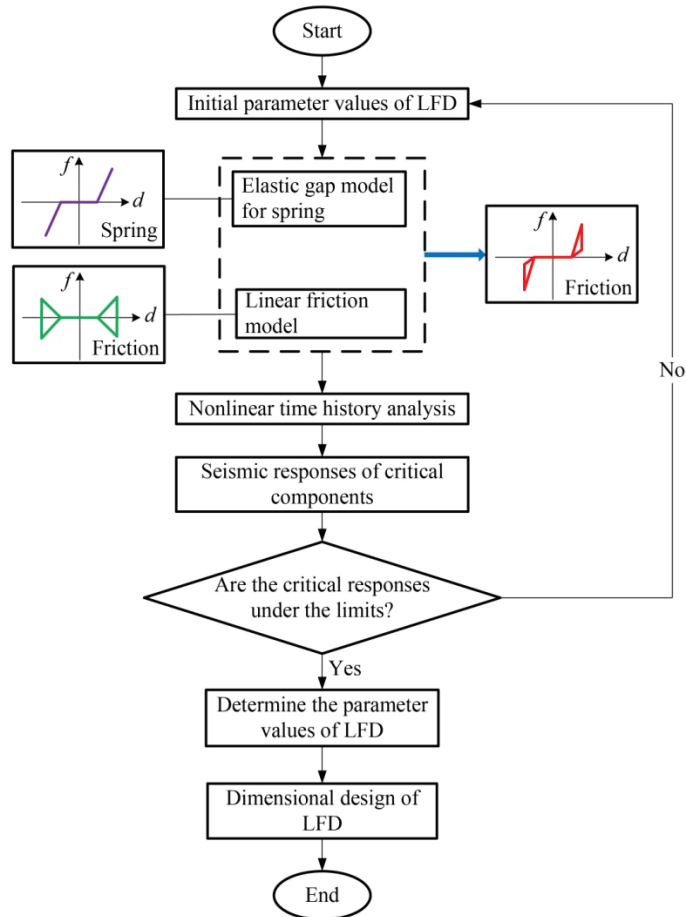 Start
Initial parameter values of LFD
f
d
Spring
Elastic gap model
for spring
f
d
Friction
f
d
Friction
Linear friction
model
No
Nonlinear time history analysis
Seismic responses of critical
components
Are the critical responses
under the limits?
Yes
Determine the parameter
values of LFD
Dimensional design of
LFD
End